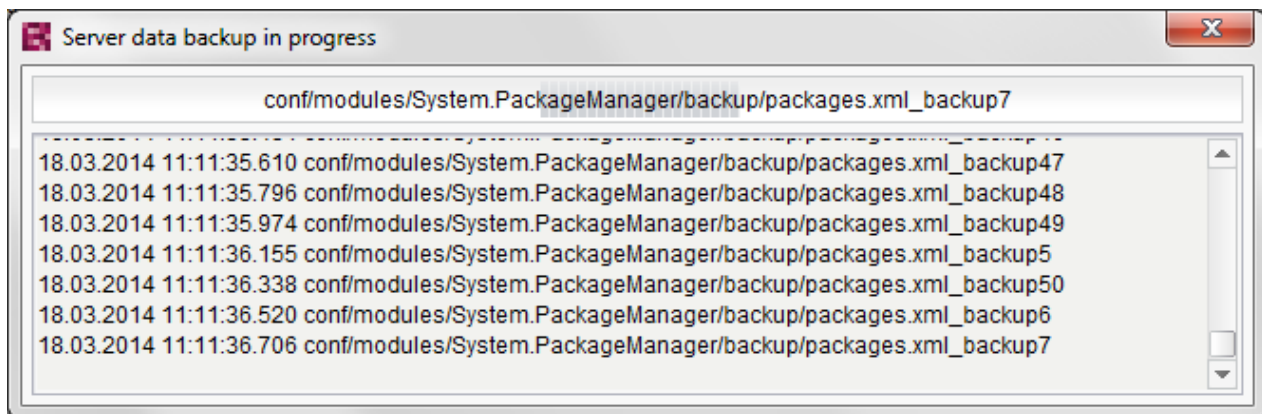 Server data backup in progress
conf/modules/System.PackageManager/backup/packages.xml_backup7
18.03.2014 11:11:35.610 conf/modules/System.PackageManager/backup/packages.xml_backup47
18.03.2014 11:11:35.796 conf/modules/System.PackageManager/backup/packages.xml_backup48
18.03.2014 11:11:35.974 conf/modules/System.PackageManager/backup/packages.xml_backup49
18.03.2014 11:11:36.155 conf/modules/System.PackageManager/backup/packages.xml_backup5
18.03.2014 11:11:36.338 conf/modules/System.PackageManager/backup/packages.xml_backup50
18.03.2014 11:11:36.520 conf/modules/System.PackageManager/backup/packages.xml_backup6
18.03.2014 11:11:36.706 conf/modules/System.PackageManager/backup/packages.xml_backup7